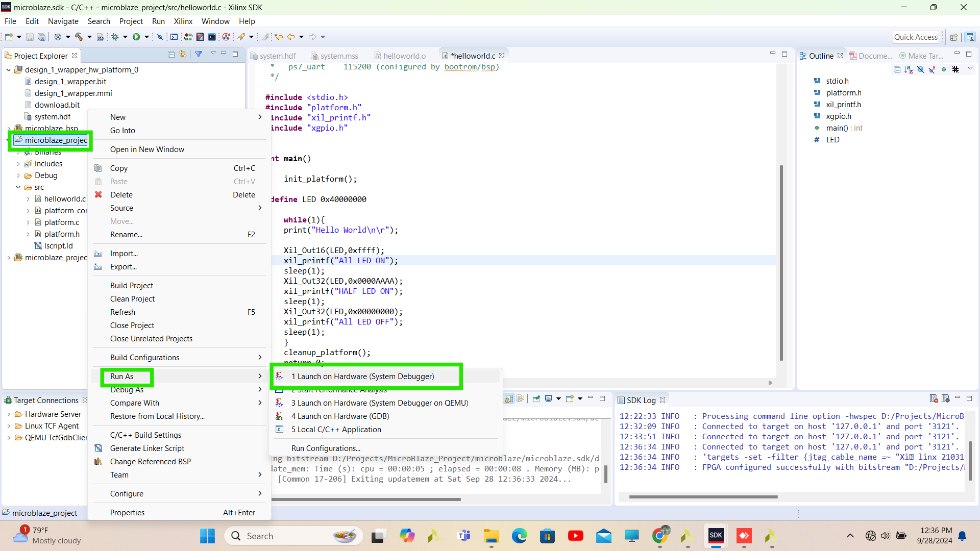 microblaze.sdk - C/C++ - microblaze_project/src/helloworld.c - Xilinx SDK
File Edit Navigate Search Project Run Xilinx Window Help
Quick Access
Project Explorer
design_1_wrapper_hw_platform_0
design_1_wrapper.bit
design_1_wrapper.mmi
download.bit
system.hdf
microblaze_bsp
microblaze_projec
Binaries
Includes
Debug
src
helloworld.c
platform_cor
platform.c
platform.h
lscript.ld
microblaze_projec
New
Go Into
Open in New Window
Copy Ctrl+C
Paste Ctrl+V
Delete Delete
Source
Move...
Rename... F2
Import...
Export...
Build Project
Clean Project
Refresh F5
Close Project
Close Unrelated Projects
Build Configurations
Run As
Debug As
Compare With
Restore from Local History...
C/C++ Build Settings
Generate Linker Script
Change Referenced BSP
Team
Configure
Properties Alt+Enter
system.hdf system.mss helloworld.o *helloworld.c
* ps7_uart 115200 (configured by bootrom/bsp)
*/
#include <stdio.h>
#include "platform.h"
include "xil_printf.h"
include "xgpio.h"
nt main()
init_platform();
define LED 0x40000000
while(1){
print("Hello World\n\r");
Xil_Out16(LED,0xffff);
xil_printf("All LED ON");
sleep(1);
Xil_Out32(LED,0x0000AAAA);
xil_printf("HALF LED ON");
sleep(1);
Xil_Out32(LED,0x00000000);
xil_printf("All LED OFF");
sleep(1);
}
cleanup_platform();
return 0;
1 Launch on Hardware (System Debugger)
2 Start Performance Analysis
3 Launch on Hardware (System Debugger on QEMU)
4 Launch on Hardware (GDB)
5 Local C/C++ Application
Run Configurations...
Outline Docume... Make Tar...
stdio.h
platform.h
xil_printf.h
xgpio.h
main() : int
LED
Target Connections
Hardware Server
Linux TCF Agent
QEMU TcfGdbClier
ing bitstream D:/Projects/MicroBlaze_Project/microblaze/microblaze.sdk/d
date_mem: Time (s): cpu = 00:00:05 ; elapsed = 00:00:08 . Memory (MB): p
[Common 17-206] Exiting updatemem at Sat Sep 28 12:36:33 2024...
SDK Log
12:22:33 INFO : Processing command line option -hwspec D:/Projects/MicroB
12:32:09 INFO : Connected to target on host '127.0.0.1' and port '3121'.
12:33:51 INFO : Connected to target on host '127.0.0.1' and port '3121'.
12:36:34 INFO : Connected to target on host '127.0.0.1' and port '3121'.
12:36:34 INFO : 'targets -set -filter {jtag_cable_name =~
12:36:34 INFO : FPGA configured successfully with bitstream "D:/Projects/
microblaze_project
1
79°F
Mostly cloudy
Search
SDK
12:36 PM
9/28/2024